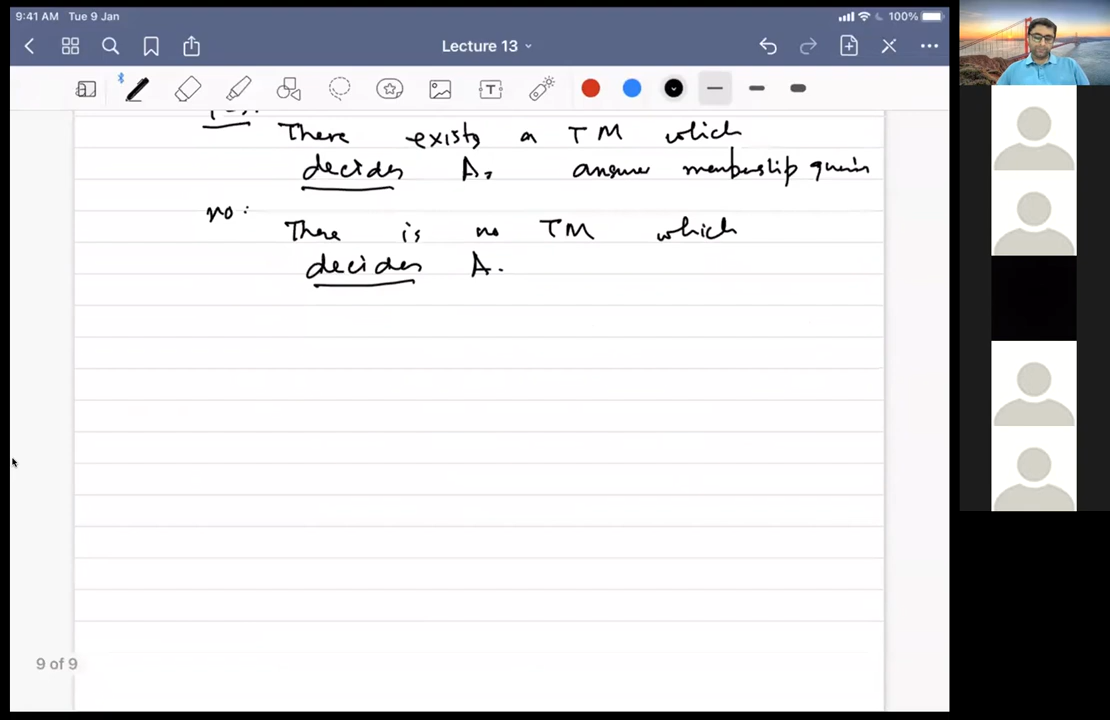 9:41 AM Tue 9 Jan 100%
Lecture 13
There exists a TM which
decides A, answer membership
no:
There is no TM which
decides A.
9 of 9